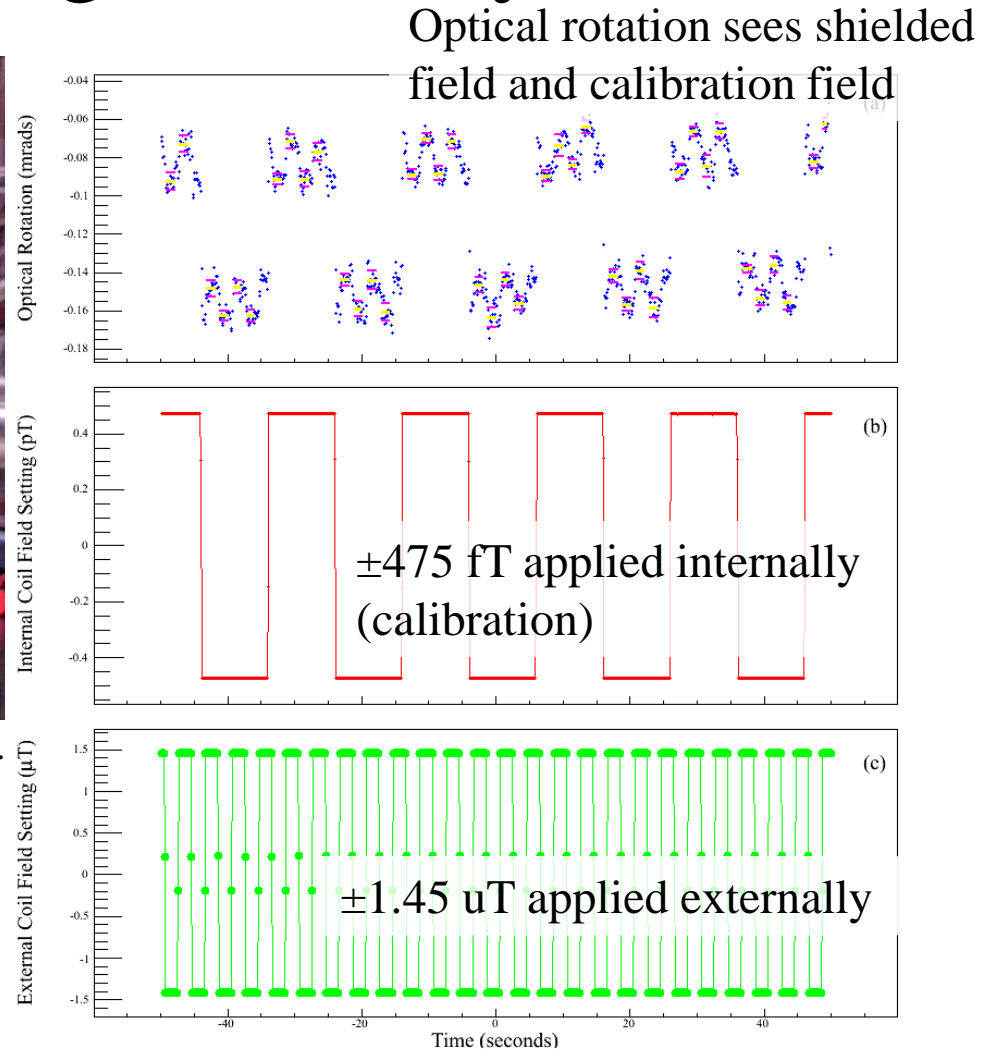 Optical rotation sees shielded
field and calibration field
(a)
Optical Rotation (mrads)
-0.04
-0.06
-0.08
-0.1
-0.12
-0.14
-0.16
-0.18
(b)
Internal Coil Field Setting (pT)
0.4
0.2
0
-0.2
-0.4
±475 fT applied internally
(calibration)
(c)
External Coil Field Setting (μT)
1.5
1
0.5
0
-0.5
-1
-1.5
±1.45 uT applied externally
-40
-20
0
20
40
Time (seconds)